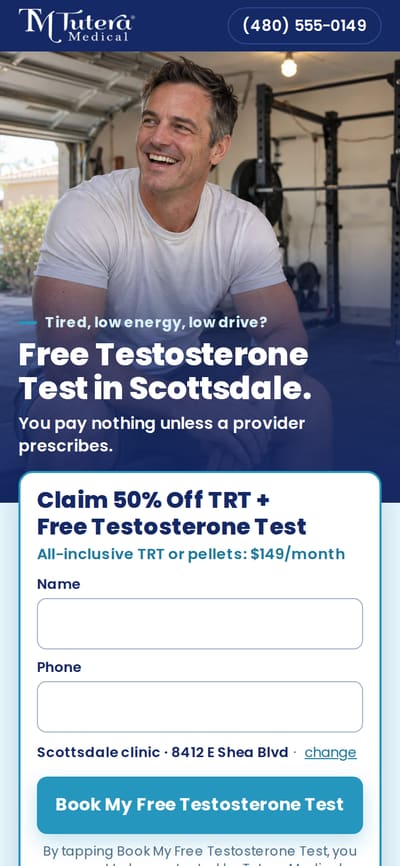 Tutera®
Medical
(480) 555-0149
Tired, low energy, low drive?
Free Testosterone
Test in Scottsdale.
You pay nothing unless a provider
prescribes.
Claim 50% Off TRT +
Free Testosterone Test
All-inclusive TRT or pellets: $149/month
Name
Phone
Scottsdale clinic · 8412 E Shea Blvd · change
Book My Free Testosterone Test
By tapping Book My Free Testosterone Test, you